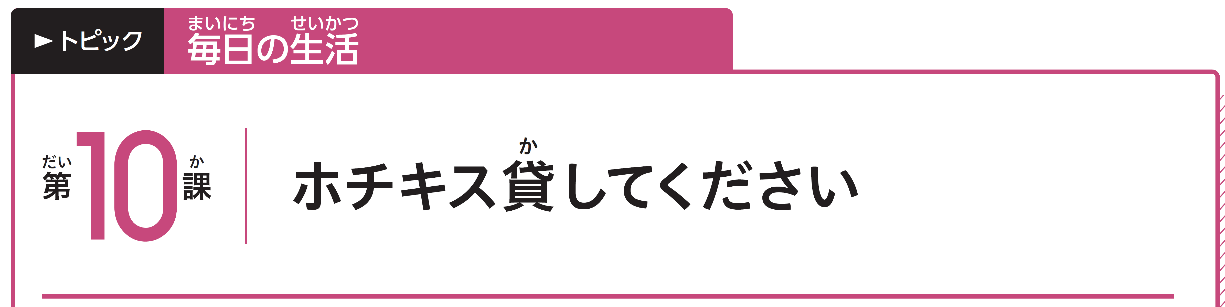 ▶トピック
まいにち せいかつ
毎日の生活
だい か
第10課
か
ホチキス貸してください